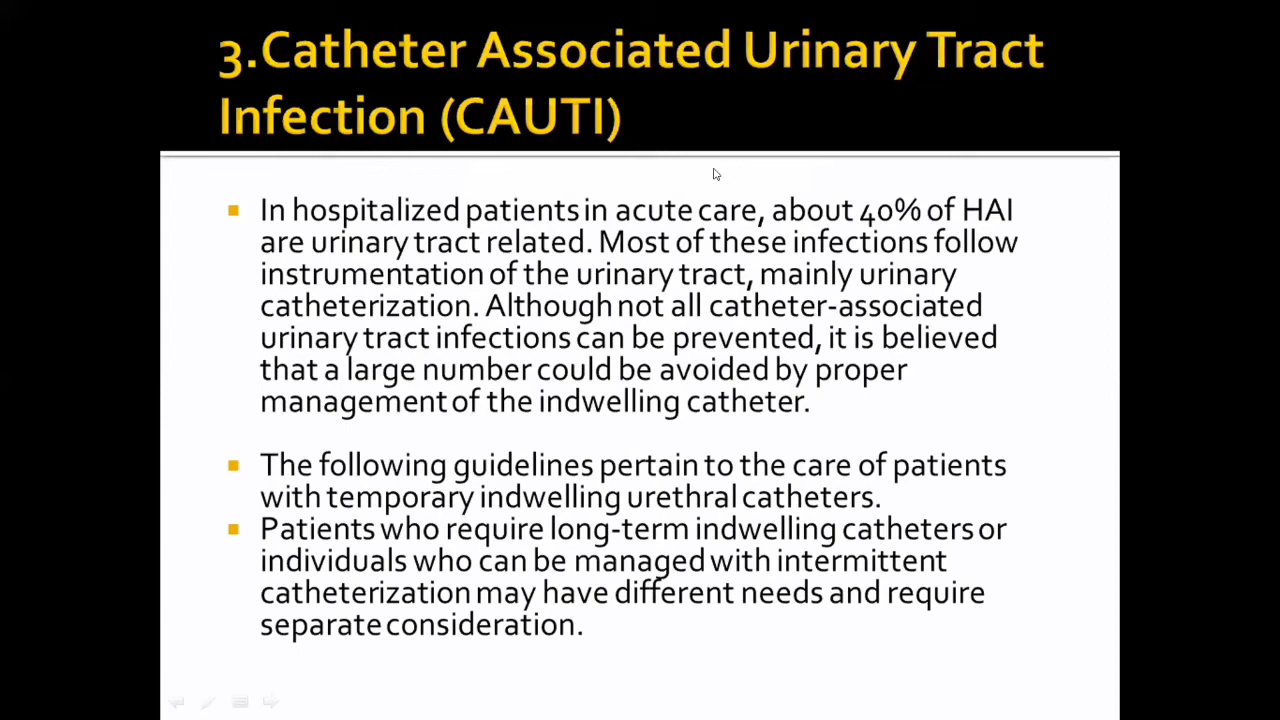 3.Catheter Associated Urinary Tract
Infection (CAUTI)
In hospitalized patients in acute care, about 40% of HAI
are urinary tract related. Most of these infections follow
instrumentation of the urinary tract, mainly urinary
catheterization. Although not all catheter-associated
urinary tract infections can be prevented, it is believed
that a large number could be avoided by proper
management of the indwelling catheter.
The following guidelines pertain to the care of patients
with temporary indwelling urethral catheters.
Patients who require long-term indwelling catheters or
individuals who can be managed with intermittent
catheterization may have different needs and require
separate consideration.